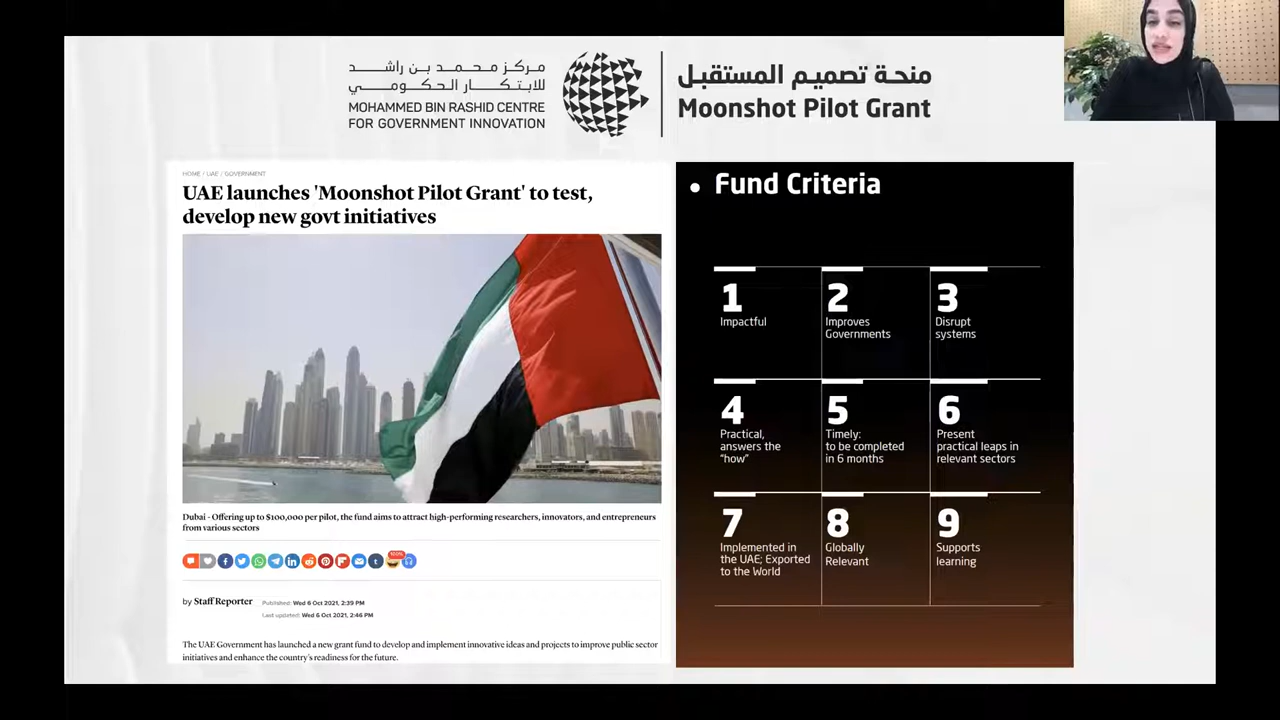 مركز محمد بن راشد
للابتكار الحكومي
MOHAMMED BIN RASHID CENTRE
FOR GOVERNMENT INNOVATION
منحة تصميم المستقبل
Moonshot Pilot Grant
HOME / UAE / GOVERNMENT
UAE launches 'Moonshot Pilot Grant' to test,
develop new govt initiatives
Dubai - Offering up to $100,000 per pilot, the fund aims to attract high-performing researchers, innovators, and entrepreneurs
from various sectors
100%
by Staff Reporter
Published: Wed 6 Oct 2021, 2:39 PM
Last updated: Wed 6 Oct 2021, 2:46 PM
The UAE Government has launched a new grant fund to develop and implement innovative ideas and projects to improve public sector
initiatives and enhance the country's readiness for the future.
• Fund Criteria
1
Impactful
2
Improves
Governments
3
Disrupt
systems
4
Practical,
answers the
“how”
5
Timely:
to be completed
in 6 months
6
Present
practical leaps in
relevant sectors
7
Implemented in
the UAE; Exported
to the World
8
Globally
Relevant
9
Supports
learning